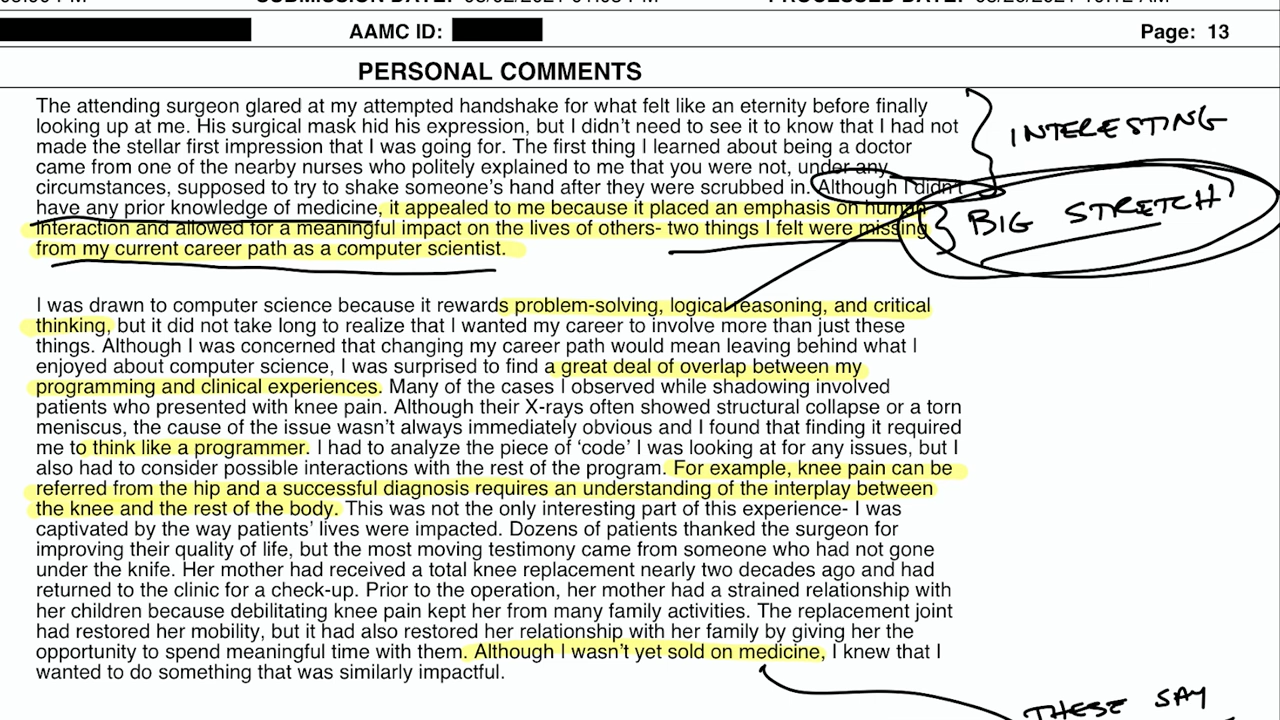 AAMC ID:
Page: 13
PERSONAL COMMENTS
The attending surgeon glared at my attempted handshake for what felt like an eternity before finally
looking up at me. His surgical mask hid his expression, but I didn't need to see it to know that I had not
made the stellar first impression that I was going for. The first thing I learned about being a doctor
came from one of the nearby nurses who politely explained to me that you were not, under any
circumstances, supposed to try to shake someone's hand after they were scrubbed in. Although I didn't
have any prior knowledge of medicine, it appealed to me because it placed an emphasis on human
interaction and allowed for a meaningful impact on the lives of others- two things I felt were missing
from my current career path as a computer scientist.
INTERESTING
BIG STRETCH
I was drawn to computer science because it rewards problem-solving, logical reasoning, and critical
thinking, but it did not take long to realize that I wanted my career to involve more than just these
things. Although I was concerned that changing my career path would mean leaving behind what I
enjoyed about computer science, I was surprised to find a great deal of overlap between my
programming and clinical experiences. Many of the cases I observed while shadowing involved
patients who presented with knee pain. Although their X-rays often showed structural collapse or a torn
meniscus, the cause of the issue wasn't always immediately obvious and I found that finding it required
me to think like a programmer. I had to analyze the piece of 'code' I was looking at for any issues, but I
also had to consider possible interactions with the rest of the program. For example, knee pain can be
referred from the hip and a successful diagnosis requires an understanding of the interplay between
the knee and the rest of the body. This was not the only interesting part of this experience- I was
captivated by the way patients' lives were impacted. Dozens of patients thanked the surgeon for
improving their quality of life, but the most moving testimony came from someone who had not gone
under the knife. Her mother had received a total knee replacement nearly two decades ago and had
returned to the clinic for a check-up. Prior to the operation, her mother had a strained relationship with
her children because debilitating knee pain kept her from many family activities. The replacement joint
had restored her mobility, but it had also restored her relationship with her family by giving her the
opportunity to spend meaningful time with them. Although I wasn't yet sold on medicine, I knew that I
wanted to do something that was similarly impactful.
THESE SAY